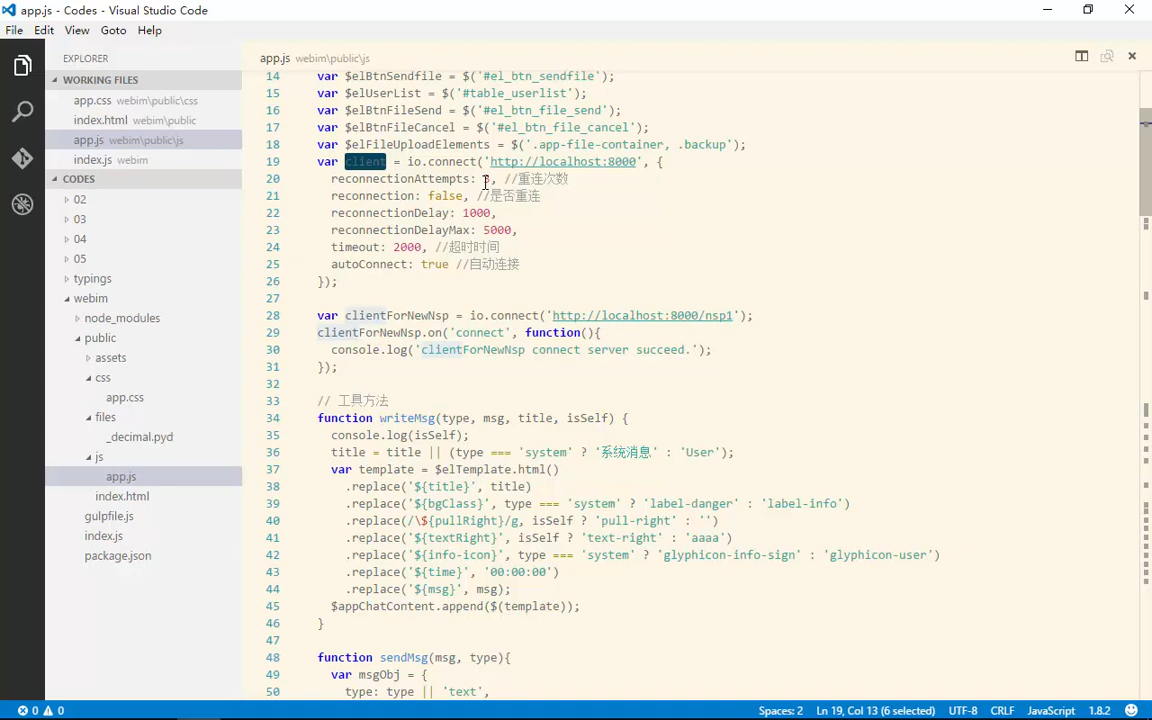 app.js - Codes - Visual Studio Code
File Edit View Goto Help
EXPLORER
WORKING FILES
app.css webim\public\css
index.html webim\public
app.js webim\public\js
index.js webim
CODES
02
03
04
05
typings
webim
node_modules
public
assets
css
app.css
files
_decimal.pyd
js
app.js
index.html
gulpfile.js
index.js
package.json
app.js webim\public\js
14 var $elBtnSendfile = $('#el_btn_sendfile');
15 var $elUserList = $('#table_userlist');
16 var $elBtnFileSend = $('#el_btn_file_send');
17 var $elBtnFileCancel = $('#el_btn_file_cancel');
18 var $elFileUploadElements = $('.app-file-container, .backup');
19 var client = io.connect('http://localhost:8000', {
20 reconnectionAttempts: 3, //重连次数
21 reconnection: false, //是否重连
22 reconnectionDelay: 1000,
23 reconnectionDelayMax: 5000,
24 timeout: 2000, //超时时间
25 autoConnect: true //自动连接
26 });
27
28 var clientForNewNsp = io.connect('http://localhost:8000/nsp1');
29 clientForNewNsp.on('connect', function(){
30 console.log('clientForNewNsp connect server succeed.');
31 });
32
33 // 工具方法
34 function writeMsg(type, msg, title, isSelf) {
35 console.log(isSelf);
36 title = title || (type === 'system' ? '系统消息' : 'User');
37 var template = $elTemplate.html()
38 .replace('${title}', title)
39 .replace('${bgClass}', type === 'system' ? 'label-danger' : 'label-info')
40 .replace(/\${pullRight}/g, isSelf ? 'pull-right' : '')
41 .replace('${textRight}', isSelf ? 'text-right' : 'aaaa')
42 .replace('${info-icon}', type === 'system' ? 'glyphicon-info-sign' : 'glyphicon-user')
43 .replace('${time}', '00:00:00')
44 .replace('${msg}', msg);
45 $appChatContent.append($(template));
46 }
47
48 function sendMsg(msg, type){
49 var msgObj = {
50 type: type || 'text',
0 0 Spaces: 2 Ln 19, Col 13 (6 selected) UTF-8 CRLF JavaScript 1.8.2